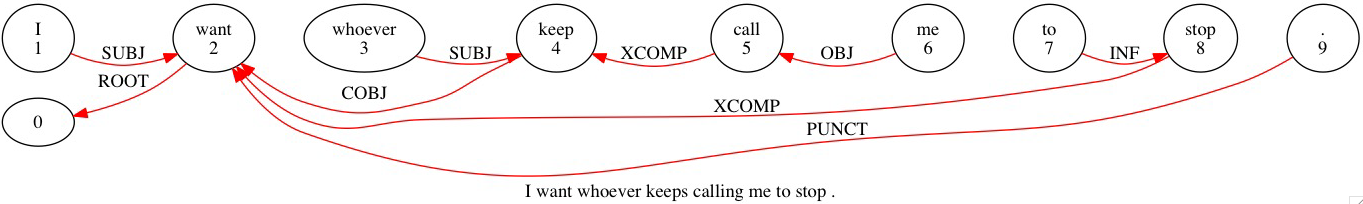 I want whoever keep call me to stop .
1 2 3 4 5 6 7 8 9
SUBJ SUBJ XCOMP OBJ INF
ROOT
COBJ
XCOMP
0
PUNCT
I want whoever keeps calling me to stop .